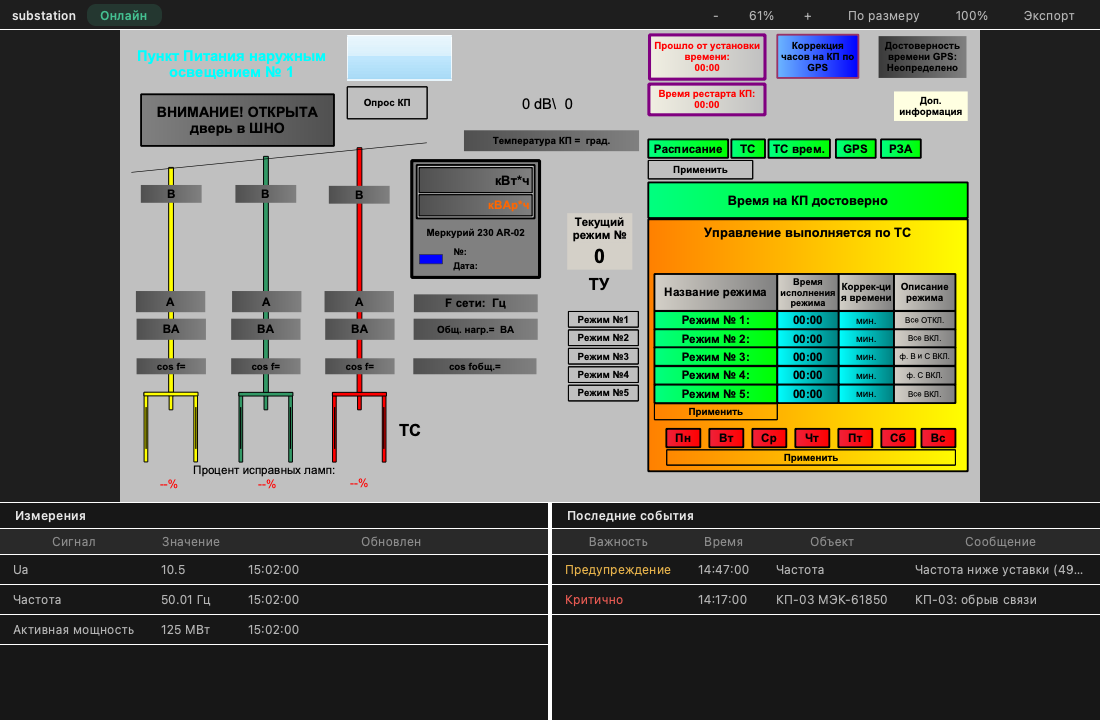 substation Онлайн - 61% + По размеру 100% Экспорт
Пункт Питания наружным
освещением № 1
ВНИМАНИЕ! ОТКРЫТА
дверь в ШНО
Опрос КП
0 dB\ 0
Температура КП = град.
Прошло от установки
времени:
00:00
Время рестарта КП:
00:00
Коррекция
часов на КП по
GPS
Достоверность
времени GPS:
Неопределено
Доп.
информация
Расписание ТС ТС врем. GPS РЗА
Применить
В В В
кВт*ч
кВАр*ч
Меркурий 230 AR-02
№:
Дата:
Текущий
режим №
0
ТУ
Время на КП достоверно
Управление выполняется по ТС
А А А
ВА ВА ВА
cos f= cos f= cos f=
F сети: Гц
Общ. нагр.= ВА
cos fобщ.=
Режим №1
Режим №2
Режим №3
Режим №4
Режим №5
Название режима
Время
исполнения
режима
Коррек-ци
я времени
Описание
режима
Режим № 1: 00:00 мин. Все ОТКЛ.
Режим № 2: 00:00 мин. Все ВКЛ.
Режим № 3: 00:00 мин. ф. В и С ВКЛ.
Режим № 4: 00:00 мин. ф. С ВКЛ.
Режим № 5: 00:00 мин. Все ВКЛ.
Применить
Пн Вт Ср Чт Пт Сб Вс
Применить
ТС
Процент исправных ламп:
--% --% --%
Измерения
Сигнал Значение Обновлен
Ua 10.5 15:02:00
Частота 50.01 Гц 15:02:00
Активная мощность 125 МВт 15:02:00
Последние события
Важность Время Объект Сообщение
Предупреждение 14:47:00 Частота Частота ниже уставки (49...
Критично 14:17:00 КП-03 МЭК-61850 КП-03: обрыв связи